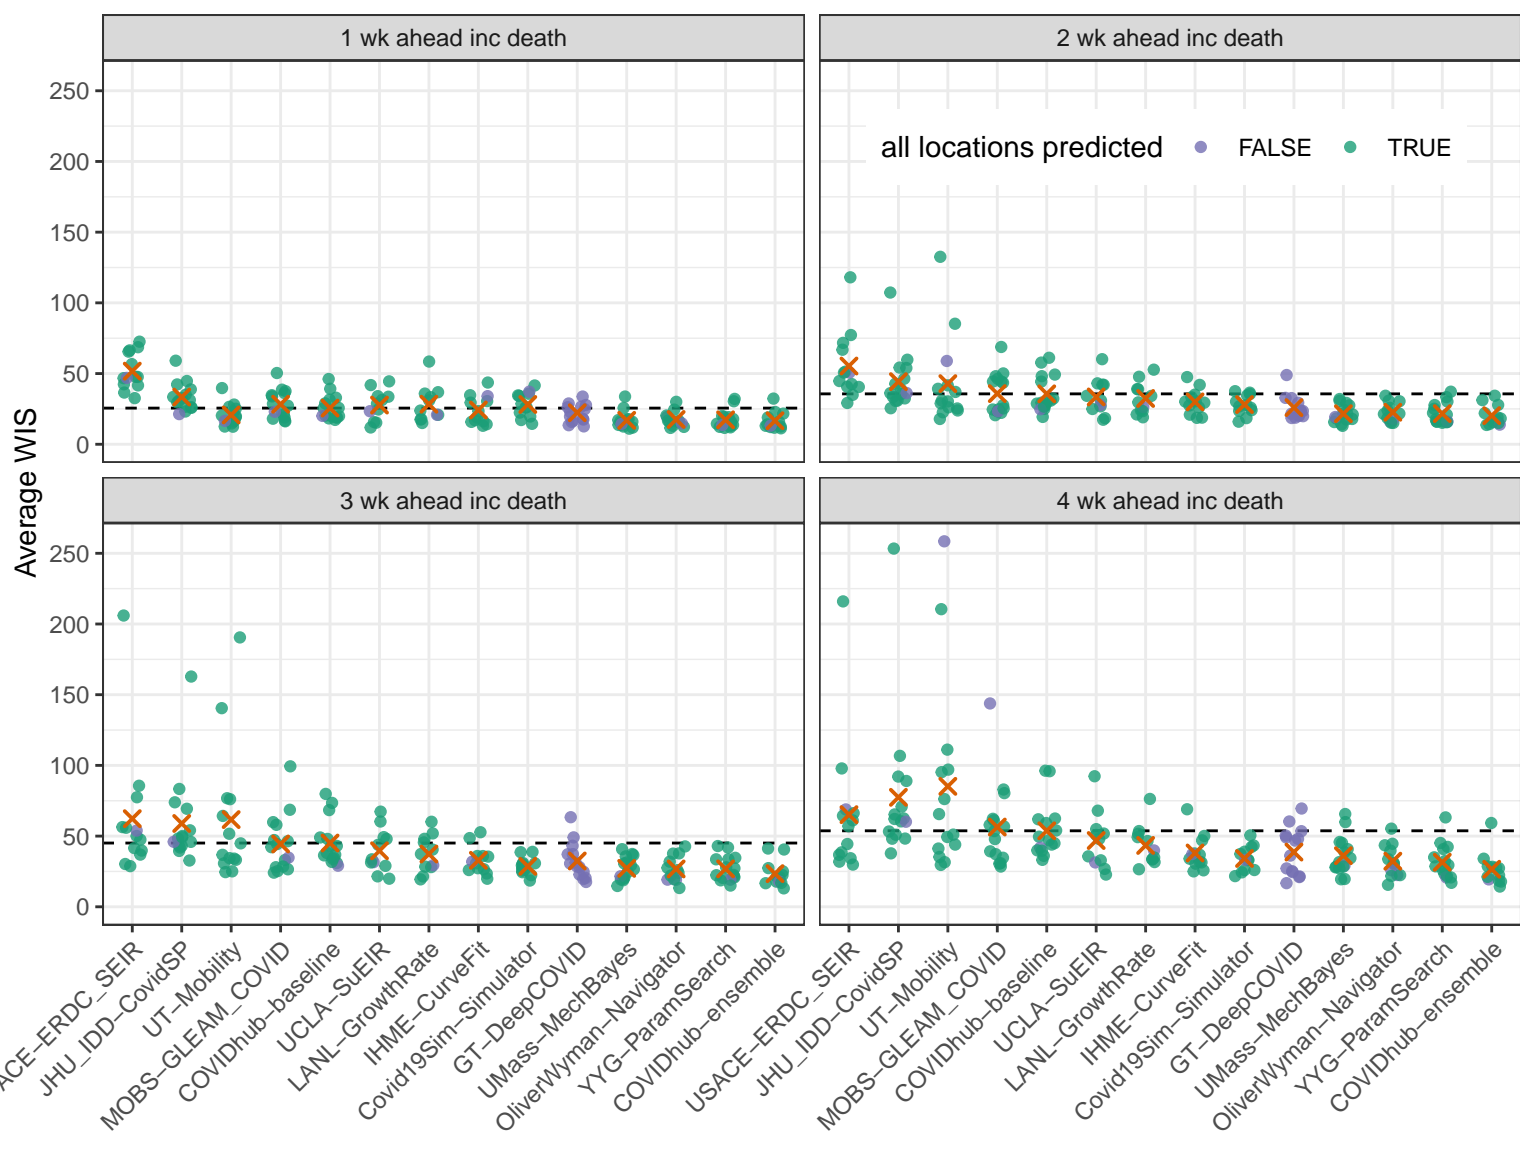 1 wk ahead inc death
2 wk ahead inc death
250
200
150
100
50
0
all locations predicted FALSE TRUE
Average WIS
3 wk ahead inc death
4 wk ahead inc death
250
200
150
100
50
0
ACE-ERDC_SEIR
JHU_IDD-CovidSP
UT-Mobility
MOBS-GLEAM_COVID
COVIDhub-baseline
UCLA-SuEIR
LANL-GrowthRate
IHME-CurveFit
Covid19Sim-Simulator
GT-DeepCOVID
UMass-MechBayes
OliverWyman-Navigator
YYG-ParamSearch
COVIDhub-ensemble
USACE-ERDC_SEIR
JHU_IDD-CovidSP
UT-Mobility
MOBS-GLEAM_COVID
COVIDhub-baseline
UCLA-SuEIR
LANL-GrowthRate
IHME-CurveFit
Covid19Sim-Simulator
GT-DeepCOVID
UMass-MechBayes
OliverWyman-Navigator
YYG-ParamSearch
COVIDhub-ensemble